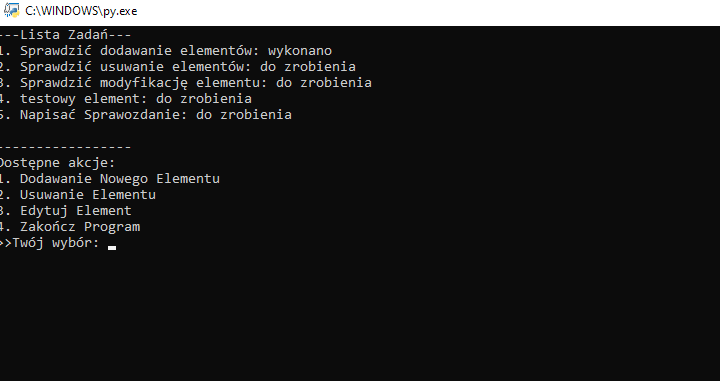 C:\WINDOWS\py.exe
---Lista Zadań---
1. Sprawdzić dodawanie elementów: wykonano
2. Sprawdzić usuwanie elementów: do zrobienia
3. Sprawdzić modyfikację elementu: do zrobienia
4. testowy element: do zrobienia
5. Napisać Sprawozdanie: do zrobienia
-----------------
Dostępne akcje:
1. Dodawanie Nowego Elementu
2. Usuwanie Elementu
3. Edytuj Element
4. Zakończ Program
>>Twój wybór: